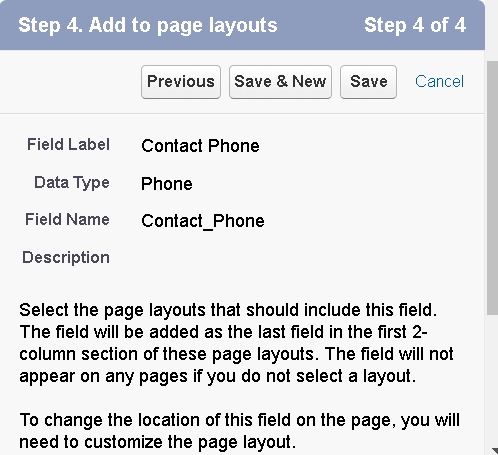 Step 4. Add to page layouts Step 4 of 4
Previous Save & New Save Cancel
Field Label Contact Phone
Data Type Phone
Field Name Contact_Phone
Description
Select the page layouts that should include this field.
The field will be added as the last field in the first 2-
column section of these page layouts. The field will not
appear on any pages if you do not select a layout.
To change the location of this field on the page, you will
need to customize the page layout.